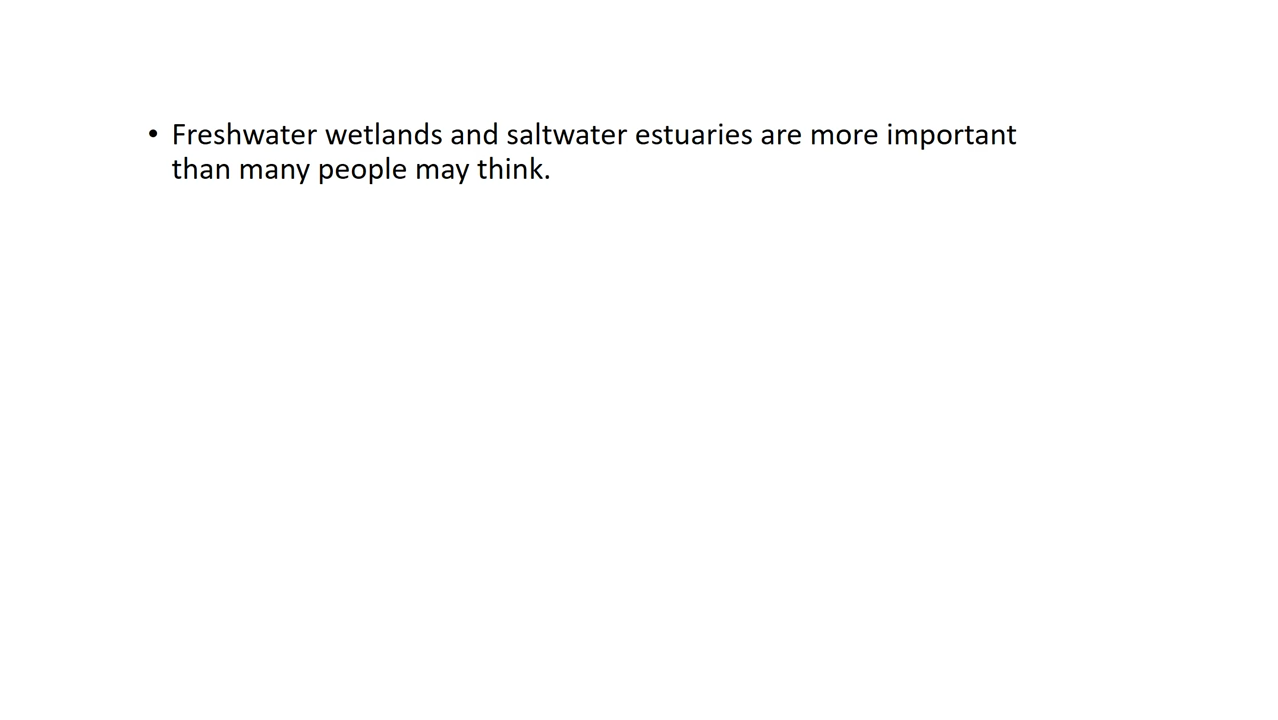 • Freshwater wetlands and saltwater estuaries are more important
than many people may think.